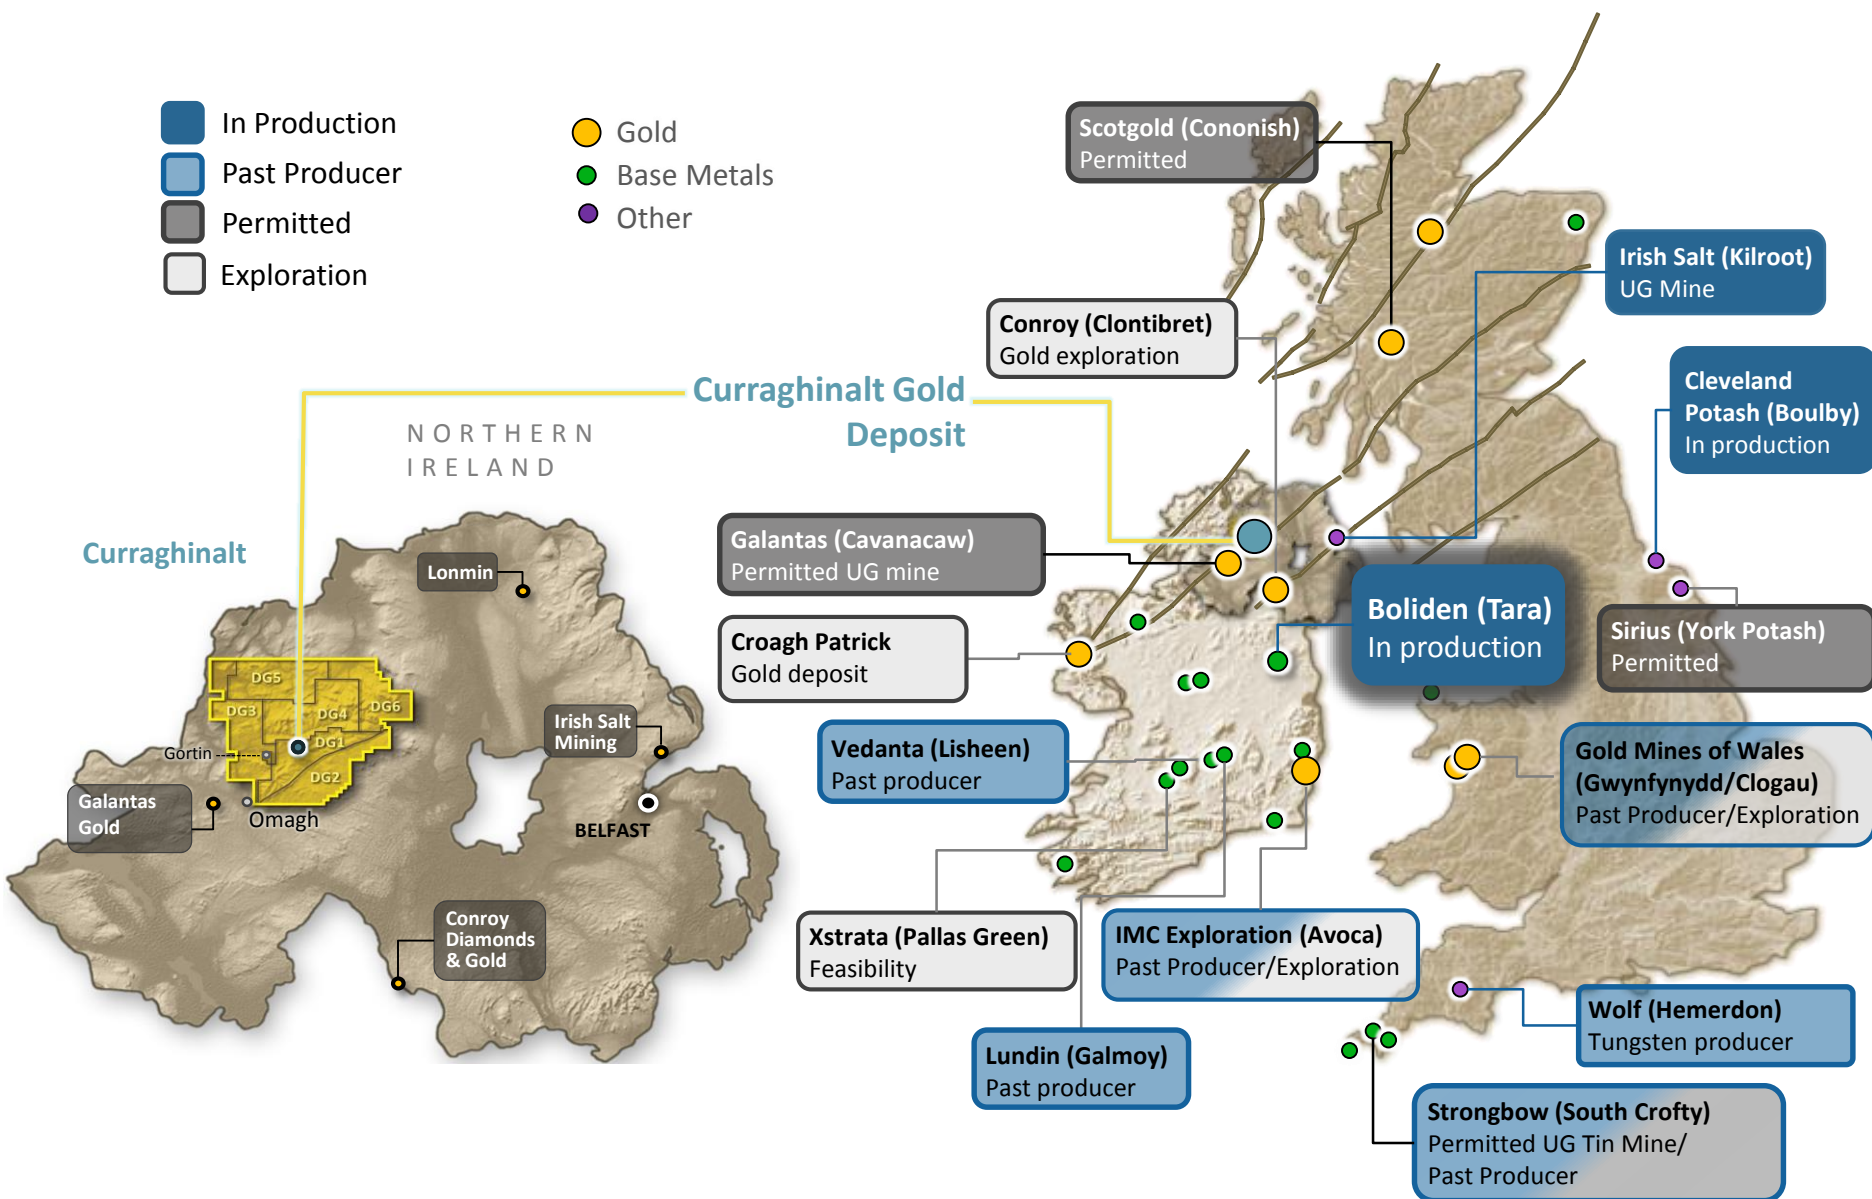 In Production
Past Producer
Permitted
Exploration
Gold
Base Metals
Other
Scotgold (Cononish)
Permitted
Irish Salt (Kilroot)
UG Mine
Conroy (Clontibret)
Gold exploration
Cleveland
Potash (Boulby)
In production
Curraghinalt Gold
Deposit
NORTHERN
IRELAND
Curraghinalt
Galantas (Cavanacaw)
Permitted UG mine
Lonmin
Boliden (Tara)
In production
Sirius (York Potash)
Permitted
Croagh Patrick
Gold deposit
DG5
DG3
DG4
DG6
DG1
DG2
Gortin
Irish Salt
Mining
Vedanta (Lisheen)
Past producer
Gold Mines of Wales
(Gwynfynydd/Clogau)
Past Producer/Exploration
Galantas
Gold
Omagh
BELFAST
Conroy
Diamonds
& Gold
Xstrata (Pallas Green)
Feasibility
IMC Exploration (Avoca)
Past Producer/Exploration
Wolf (Hemerdon)
Tungsten producer
Lundin (Galmoy)
Past producer
Strongbow (South Crofty)
Permitted UG Tin Mine/
Past Producer